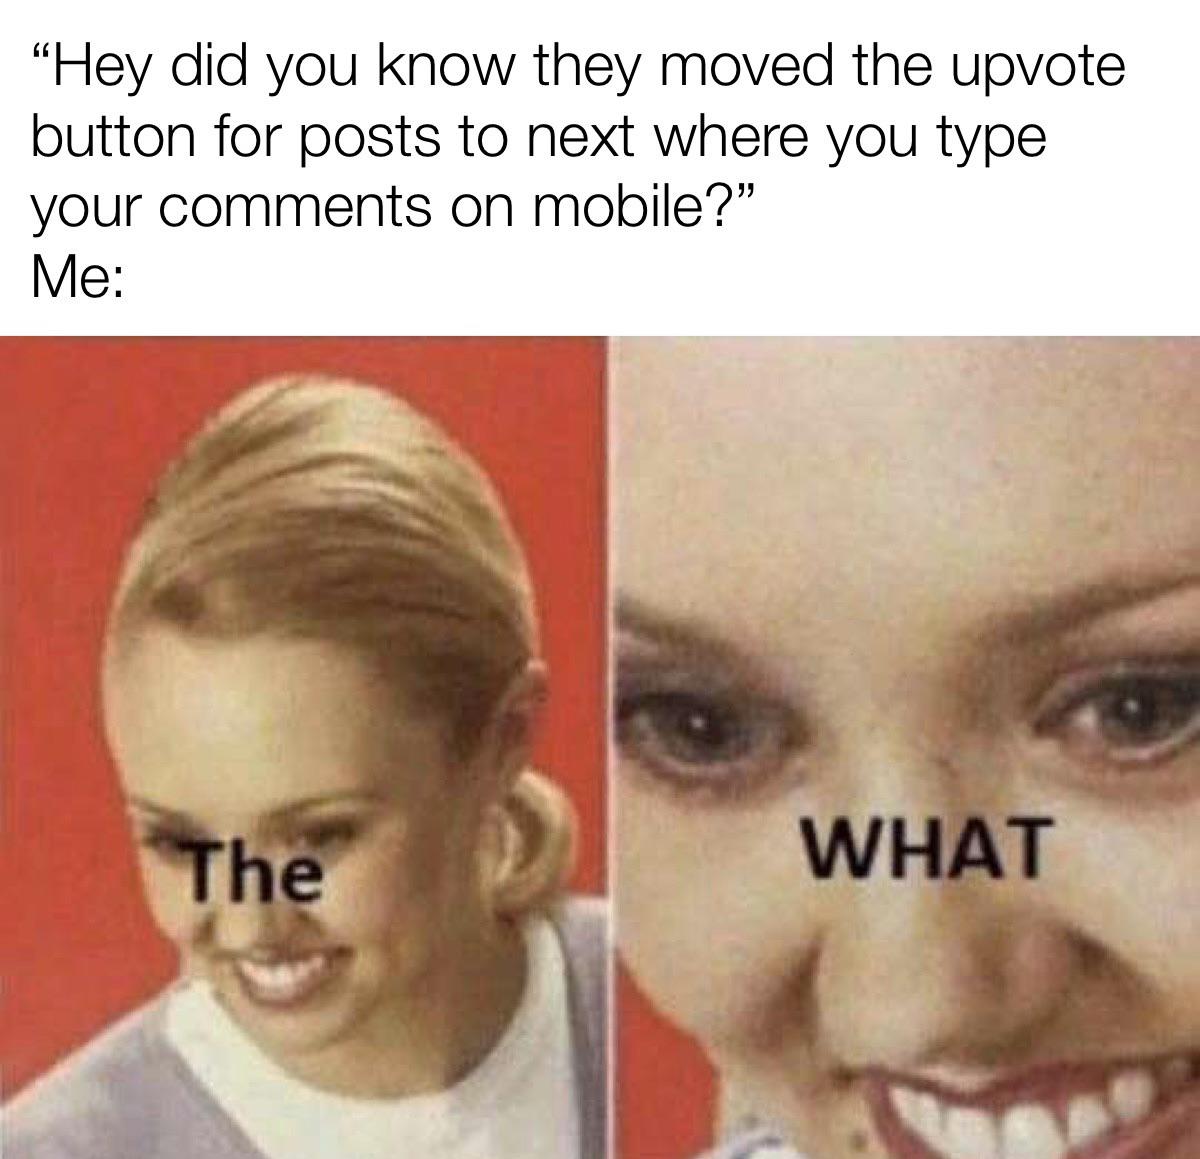 “Hey did you know they moved the upvote
button for posts to next where you type
your comments on mobile?”
Me:
The
WHAT